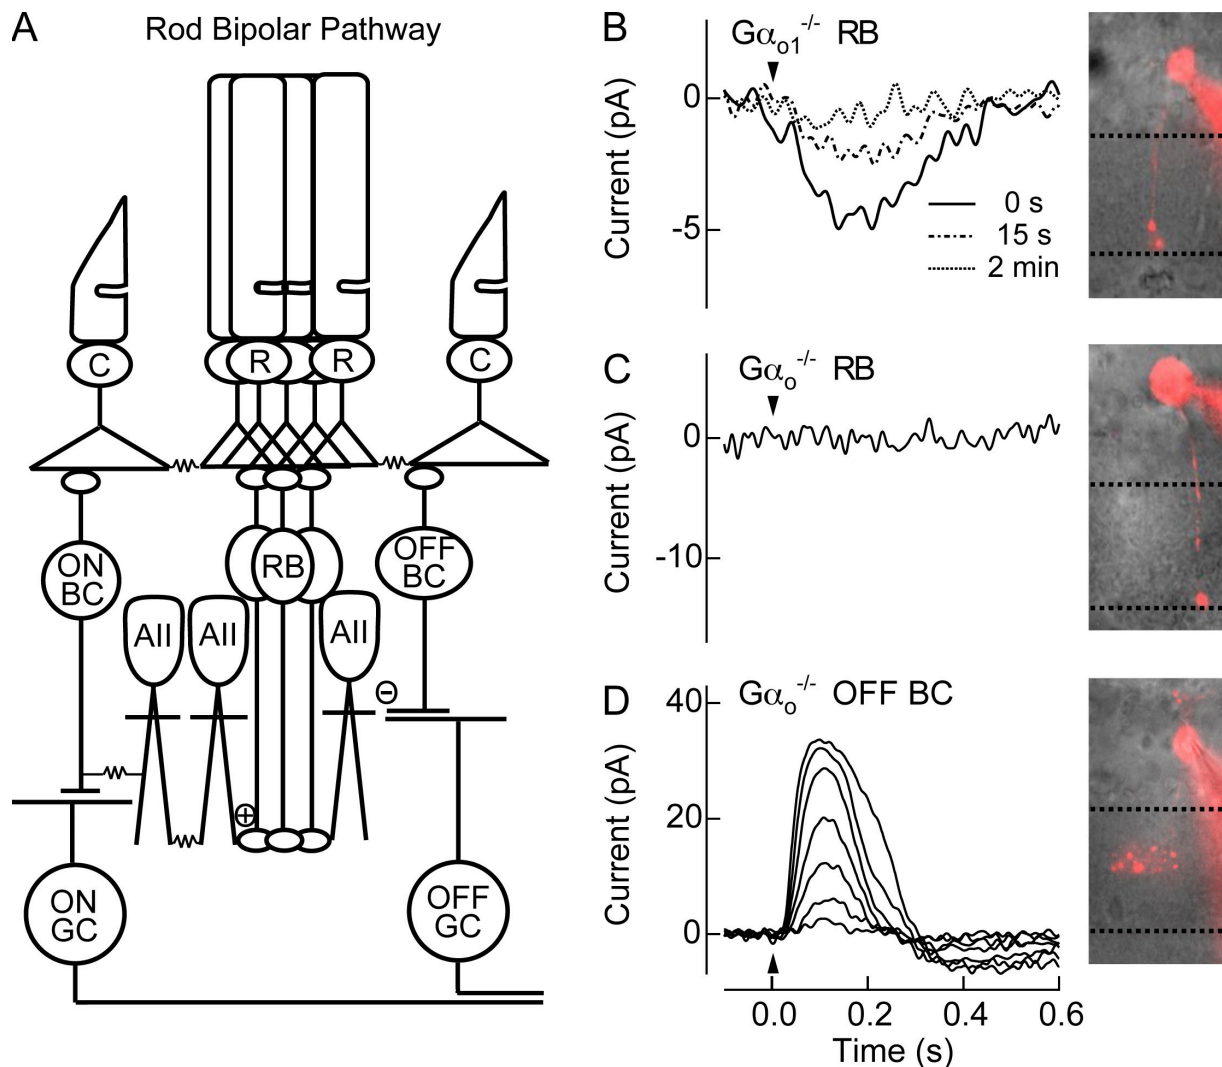 A
Rod Bipolar Pathway
C
R
R
C
ON
BC
RB
OFF
BC
AII
AII
AII
⊖
⊕
ON
GC
OFF
GC
B
Gαo1-/- RB
Current (pA)
0
-5
0 s
15 s
2 min
C
Gαo-/- RB
Current (pA)
0
-10
D
Gαo-/- OFF BC
Current (pA)
40
20
0
0.0 0.2 0.4 0.6
Time (s)